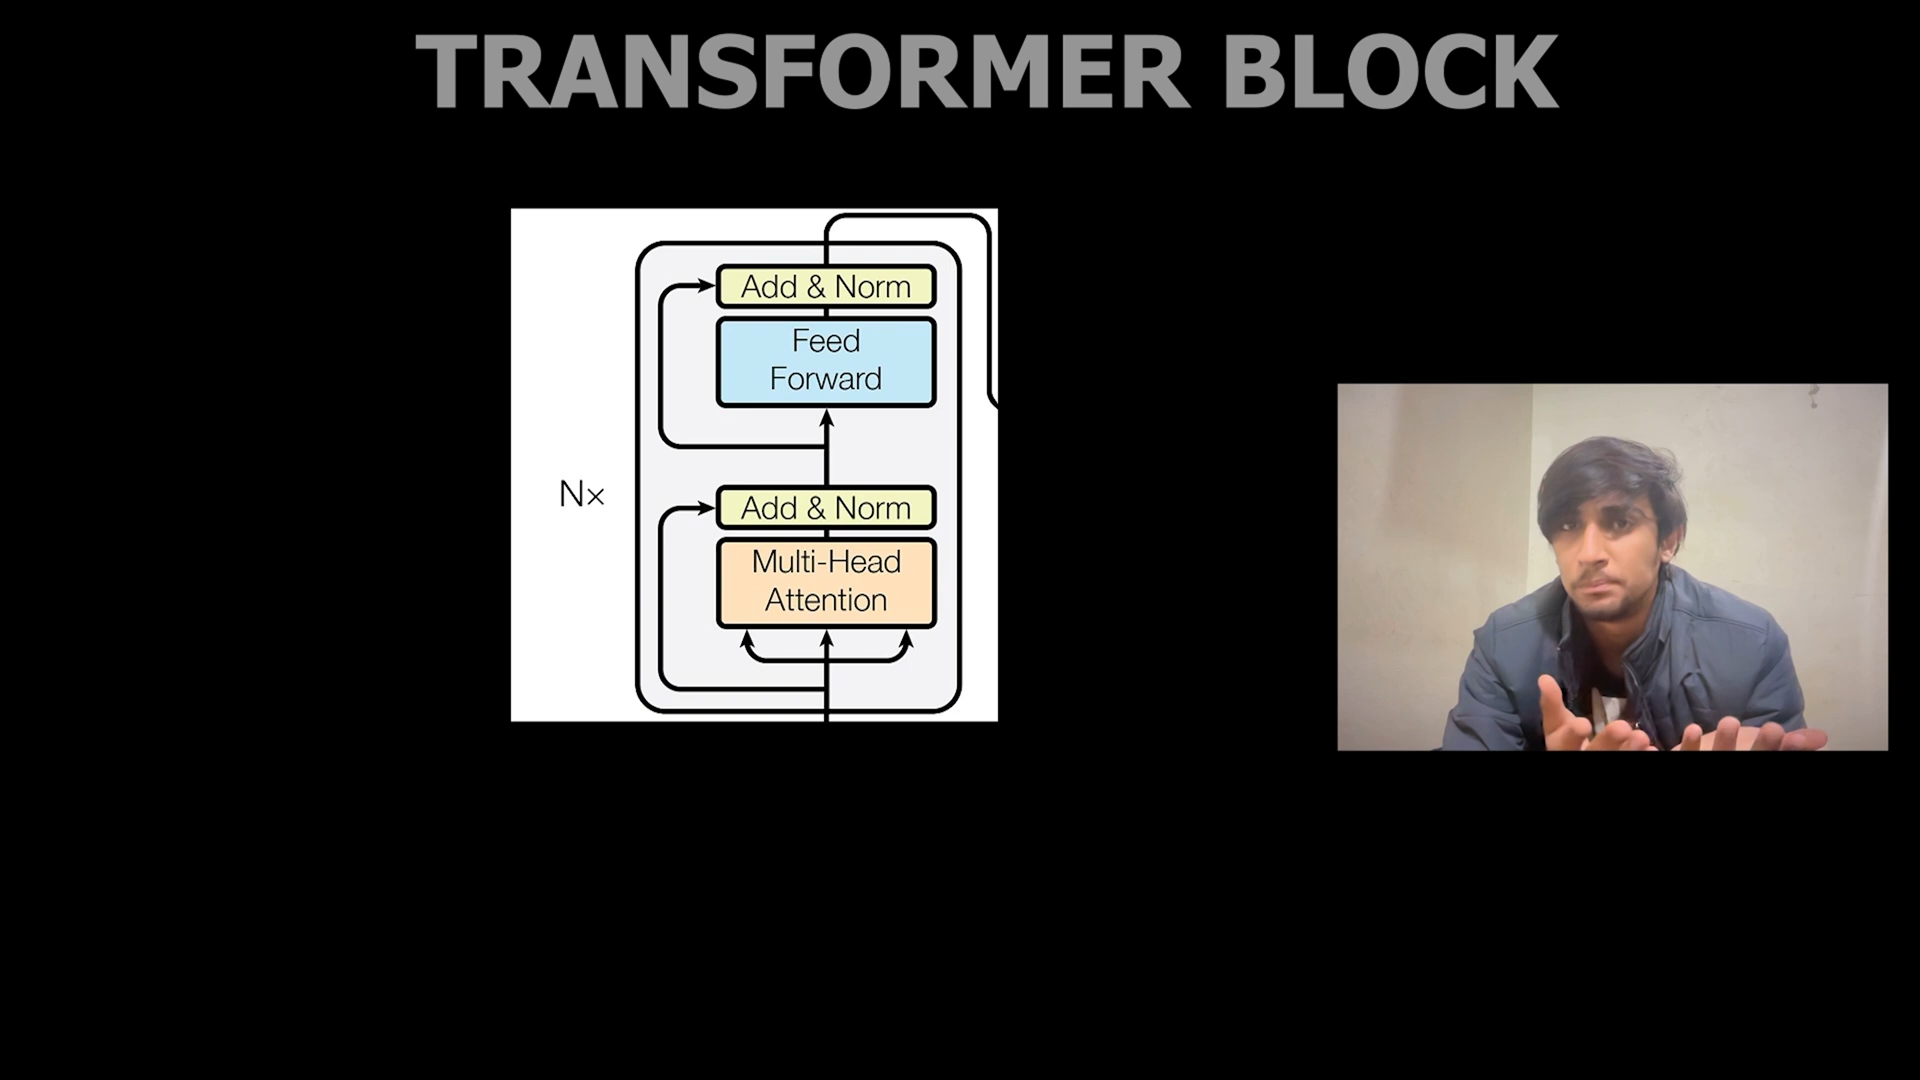 TRANSFORMER BLOCK
Add & Norm
Feed
Forward
N×
Add & Norm
Multi-Head
Attention